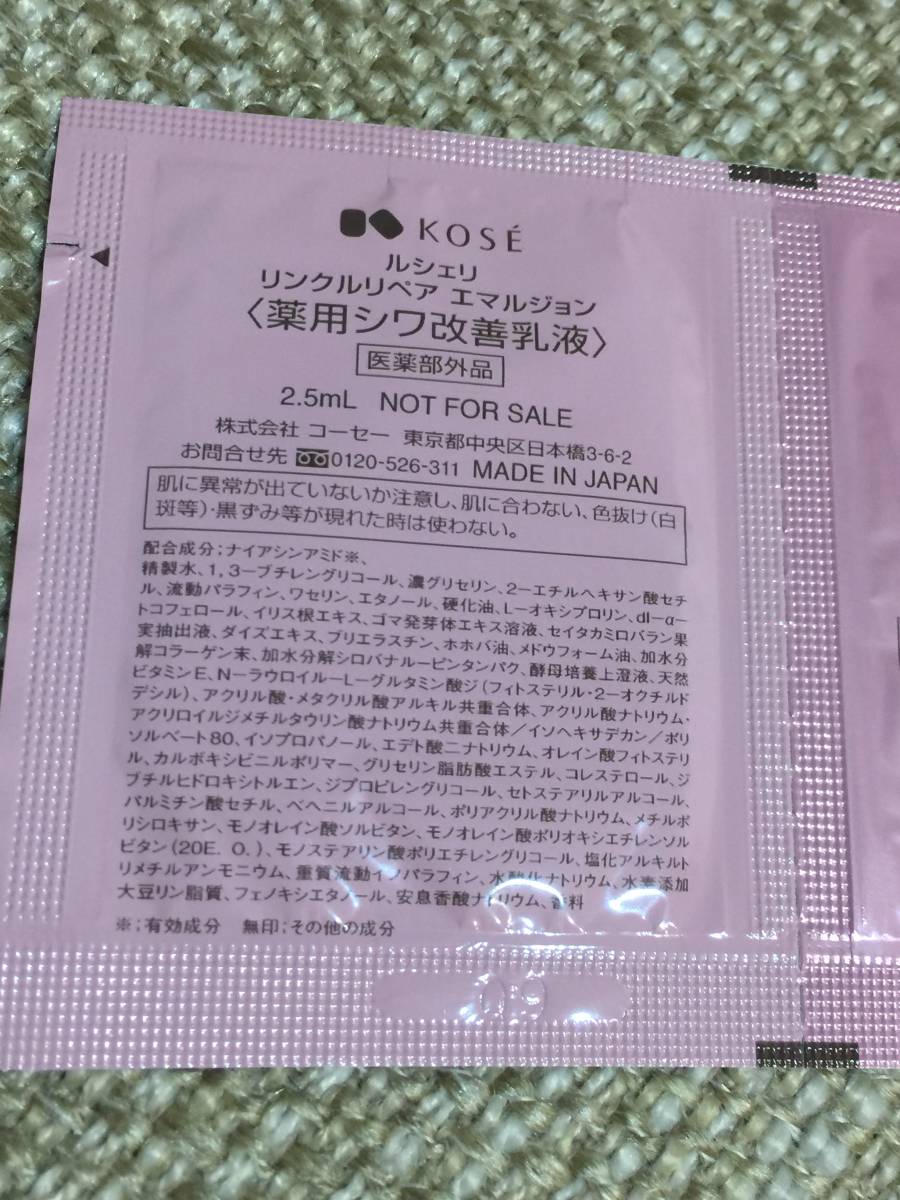 KOSÉ
ルシェリ
リンクルリペア エマルジョン
〈薬用シワ改善乳液〉
医薬部外品
2.5mL NOT FOR SALE
株式会社 コーセー 東京都中央区日本橋3-6-2
お問合せ先 0120-526-311 MADE IN JAPAN
肌に異常が出ていないか注意し、肌に合わない、色抜け(白
斑等)・黒ずみ等が現れた時は使わない。
配合成分;ナイアシンアミド※、
精製水、1,3-ブチレングリコール、濃グリセリン、2-エチルヘキサン酸セチ
ル、流動パラフィン、ワセリン、エタノール、硬化油、L-オキシプロリン、dl-α-
トコフェロール、イリス根エキス、ゴマ発芽体エキス溶液、セイタカミロバラン果
実抽出液、ダイズエキス、ブリエラスチン、ホホバ油、メドウフォーム油、加水分
解コラーゲン末、加水分解シロバナルーピンタンパク、酵母培養上澄液、天然
ビタミンE、N-ラウロイル-L-グルタミン酸ジ(フィトステリル・2-オクチルド
デシル)、アクリル酸・メタクリル酸アルキル共重合体、アクリル酸ナトリウム・
アクリロイルジメチルタウリン酸ナトリウム共重合体/イソヘキサデカン/ポリ
ソルベート80、イソプロパノール、エデト酸二ナトリウム、オレイン酸フィトステリ
ル、カルボキシビニルポリマー、グリセリン脂肪酸エステル、コレステロール、ジ
ブチルヒドロキシトルエン、ジプロピレングリコール、セトステアリルアルコール、
パルミチン酸セチル、ベヘニルアルコール、ポリアクリル酸ナトリウム、メチルポ
リシロキサン、モノオレイン酸ソルビタン、モノオレイン酸ポリオキシエチレンソル
ビタン(20E. O.)、モノステアリン酸ポリエチレングリコール、塩化アルキルト
リメチルアンモニウム、重質流動イソパラフィン、水酸化ナトリウム、水素添加
大豆リン脂質、フェノキシエタノール、安息香酸ナトリウム、香料
※;有効成分 無印;その他の成分